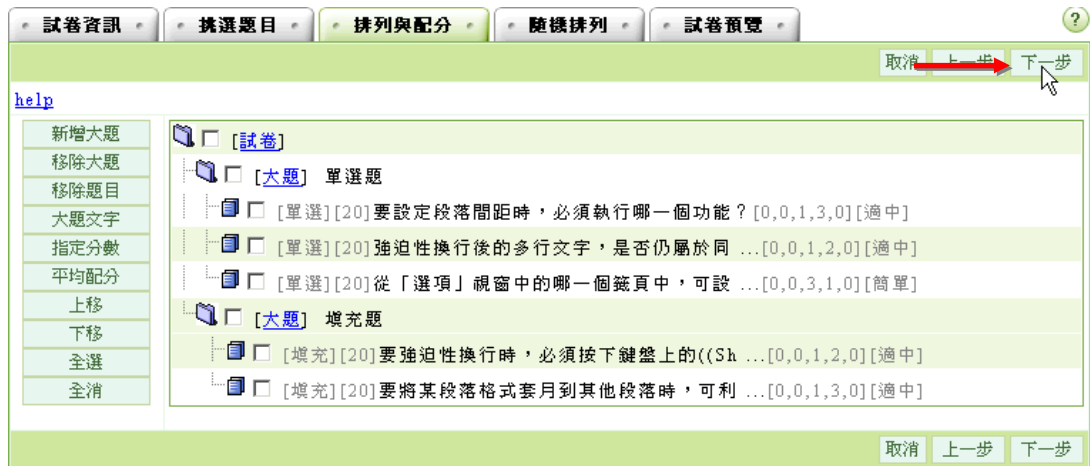 試卷資訊 挑選題目 排列與配分 隨機排列 試卷預覽 ?
取消 上一步 下一步
help
新增大題
移除大題
移除題目
大題文字
指定分數
平均配分
上移
下移
全選
全消
[試卷]
[大題] 單選題
[單選][20]要設定段落間距時，必須執行哪一個功能？[0,0,1,3,0][適中]
[單選][20]強迫性換行後的多行文字，是否仍屬於同 ...[0,0,1,2,0][適中]
[單選][20]從「選項」視窗中的哪一個籤頁中，可設 ...[0,0,3,1,0][簡單]
[大題] 填充題
[填充][20]要強迫性換行時，必須按下鍵盤上的((Sh ...[0,0,1,2,0][適中]
[填充][20]要將某段落格式套月到其他段落時，可利 ...[0,0,1,3,0][適中]
取消 上一步 下一步